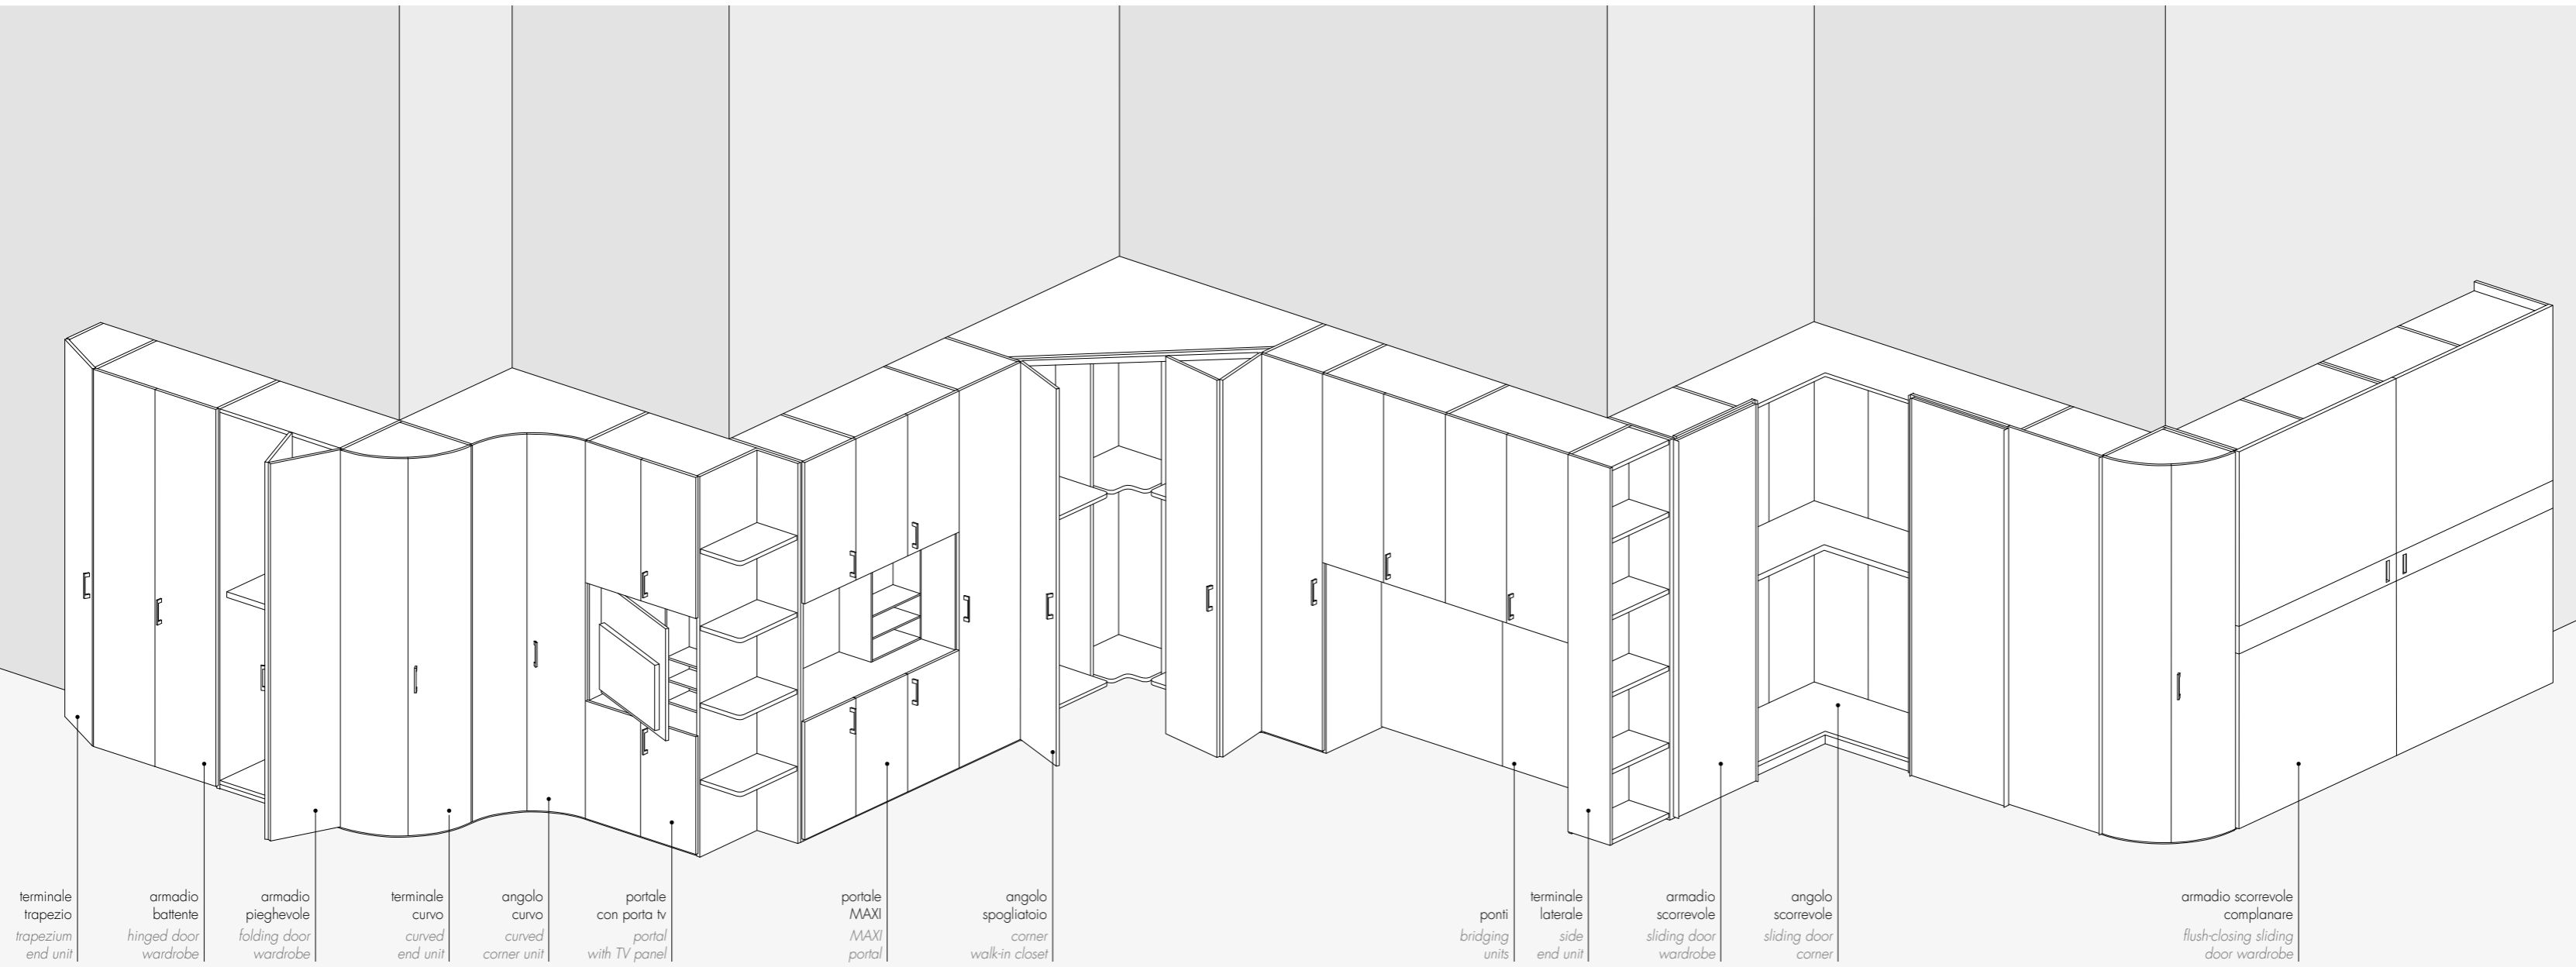 terminale
trapezio
trapezium
end unit
armadio
battente
hinged door
wardrobe
armadio
pieghevole
folding door
wardrobe
terminale
curvo
curved
end unit
angolo
curvo
curved
corner unit
portale
con porta tv
portal
with TV panel
portale
MAXI
MAXI
portal
angolo
spogliatoio
corner
walk-in closet
ponti
bridging
units
terminale
laterale
side
end unit
armadio
scorrevole
sliding door
wardrobe
angolo
scorrevole
sliding door
corner
armadio scorrevole
complanare
flush-closing sliding
door wardrobe